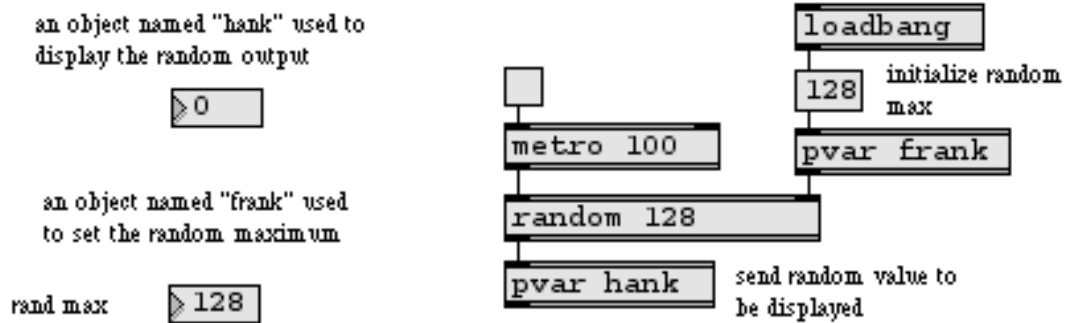 an object named "hank" used to
display the random output
0
an object named "frank" used
to set the random maximum
rand max
128
metro 100
random 128
pvar hank
send random value to
be displayed
loadbang
128
initialize random
max
pvar frank